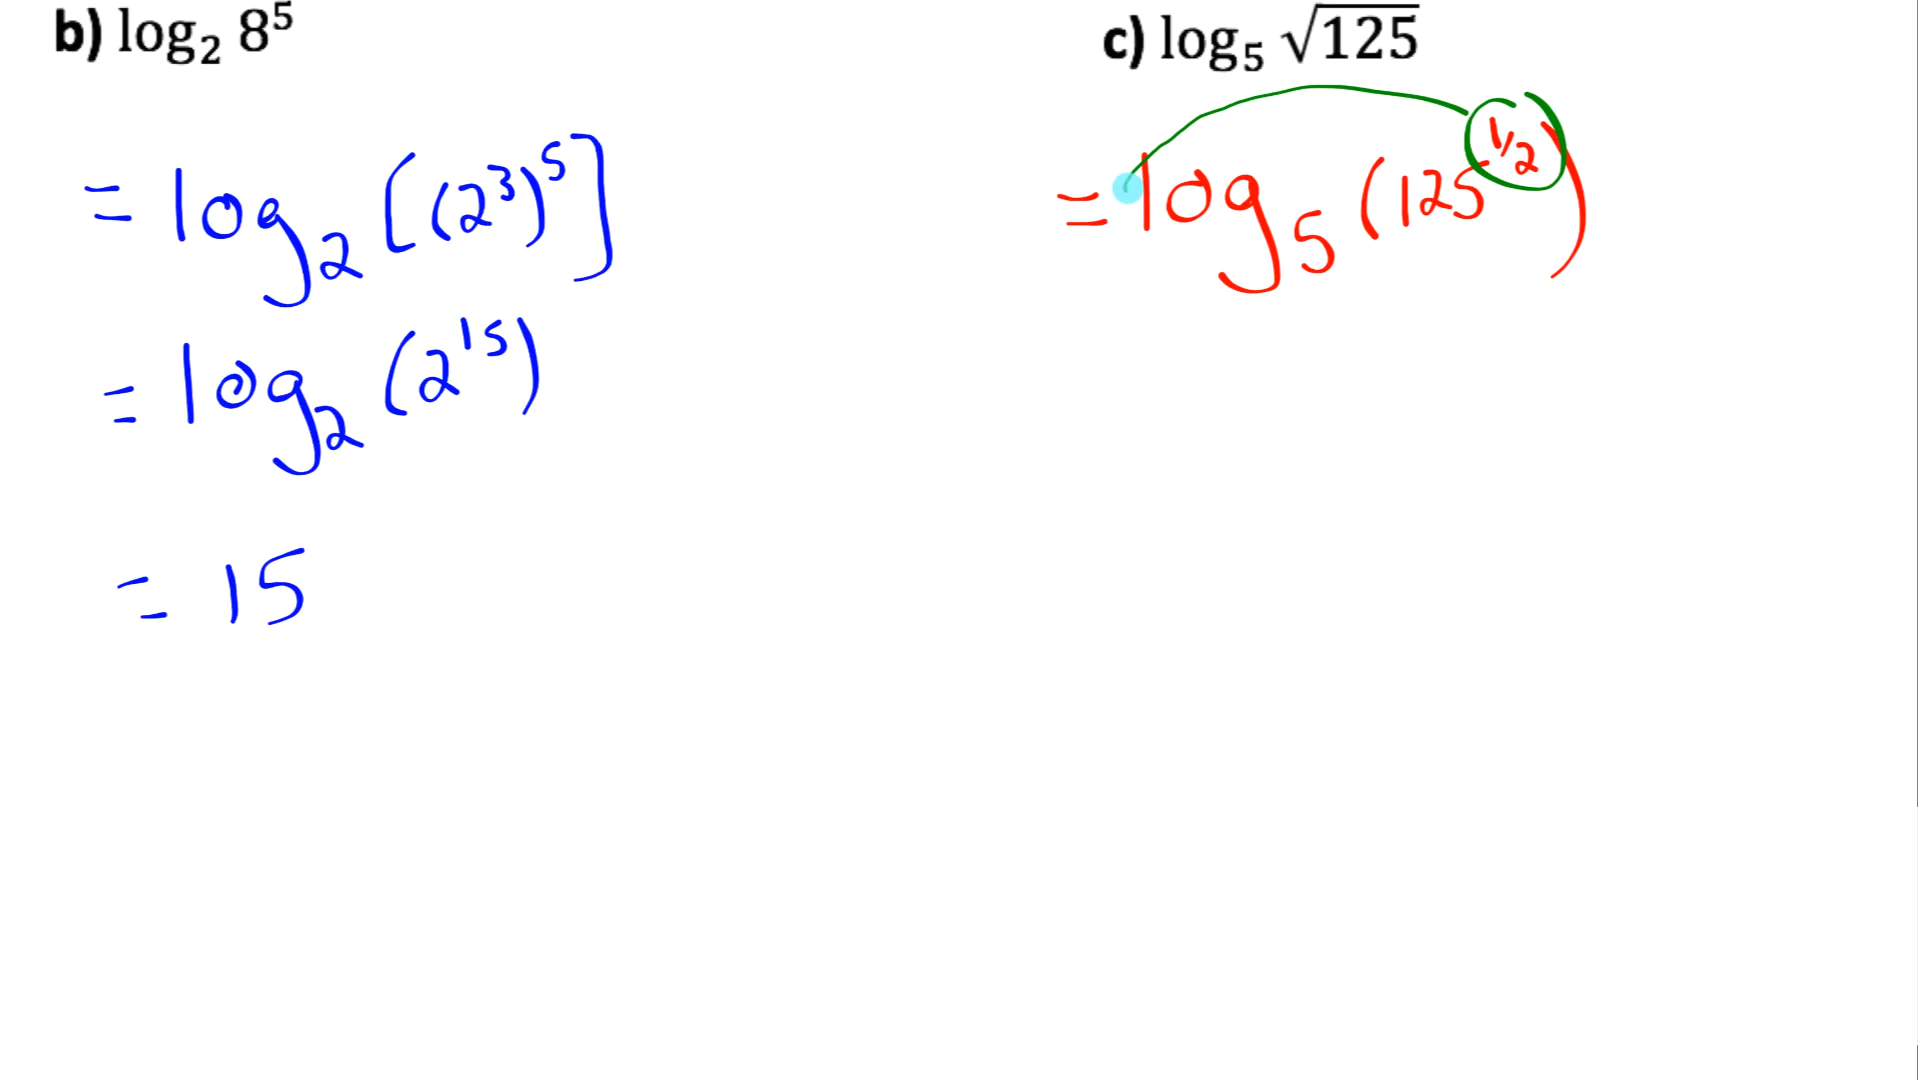 b) log₂ 8⁵
= log₂ [(2³)⁵]
= log₂ (2¹⁵)
= 15
c) log₅ √125
= log₅ (125^1/2)